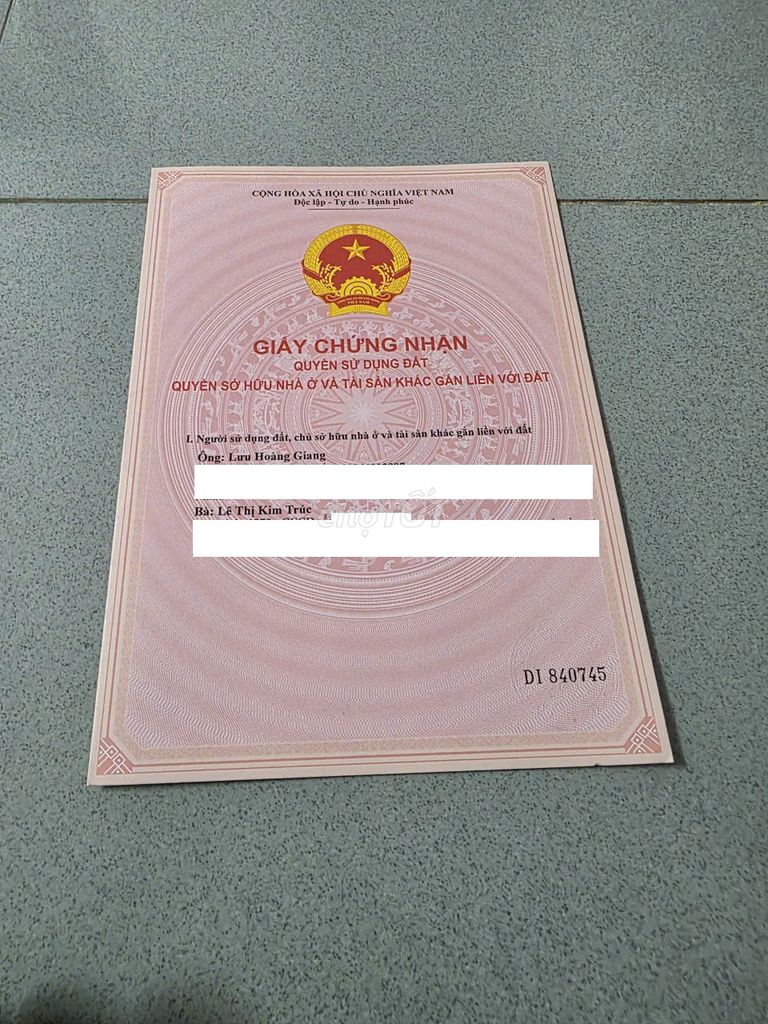 CỘNG HÒA XÃ HỘI CHỦ NGHĨA VIỆT NAM
Độc lập - Tự do - Hạnh phúc
GIẤY CHỨNG NHẬN
QUYỀN SỬ DỤNG ĐẤT
QUYỀN SỞ HỮU NHÀ Ở VÀ TÀI SẢN KHÁC GẮN LIỀN VỚI ĐẤT
I. Người sử dụng đất, chủ sở hữu nhà ở và tài sản khác gắn liền với đất
Ông: Lưu Hoàng Giang
Bà: Lê Thị Kim Trúc
chợTỐT
DI 840745